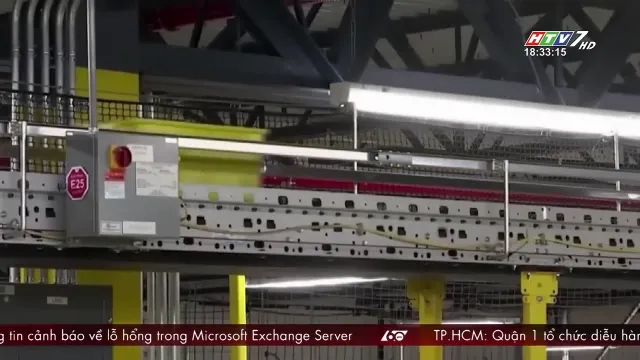 HTV7 HD
18:33:15
E25
g tin cảnh báo về lỗ hổng trong Microsoft Exchange Server
60 TP.HCM: Quận 1 tổ chức diễu hàn